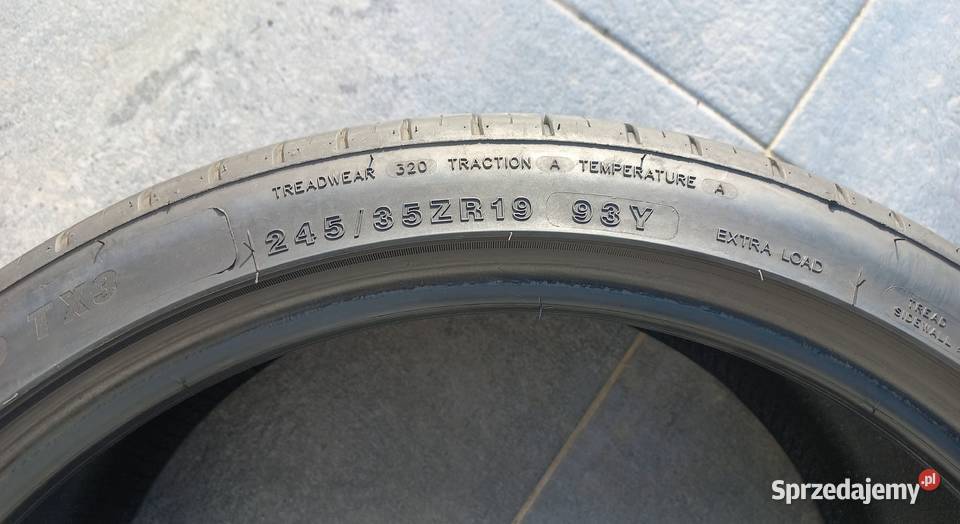 TREADWEAR 320 TRACTION A TEMPERATURE A
245/35ZR19 93Y
EXTRA LOAD
TX3
TREAD
SIDEWALL
Sprzedajemy.pl